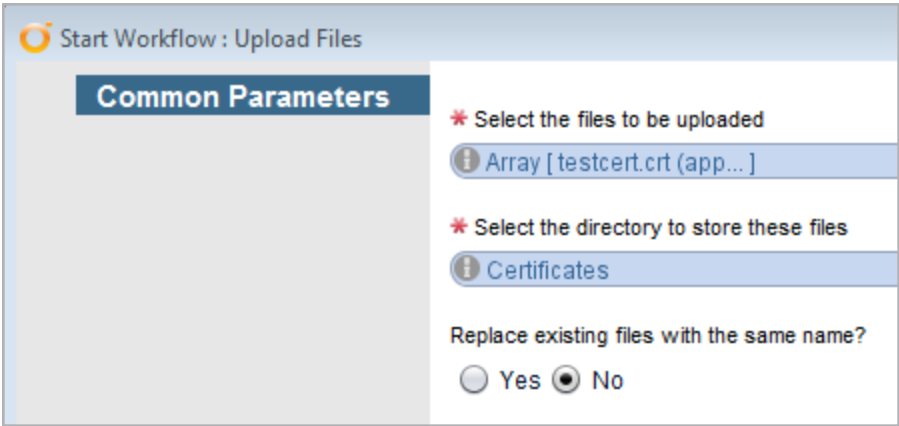 Start Workflow : Upload Files
Common Parameters
* Select the files to be uploaded
Array [ testcert.crt (app... ]
* Select the directory to store these files
Certificates
Replace existing files with the same name?
Yes No